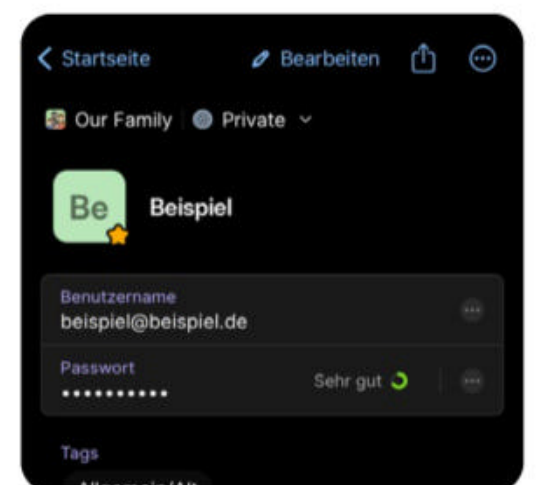 Startseite Bearbeiten
Our Family Private
Be Beispiel
Benutzername
beispiel@beispiel.de
Passwort
•••••••••• Sehr gut
Tags